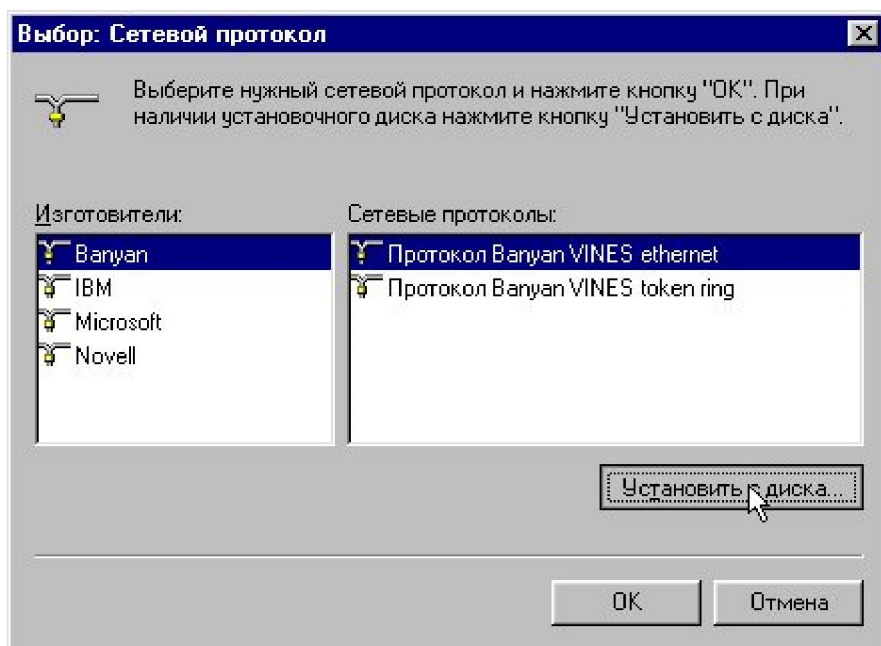 Выбор: Сетевой протокол
Выберите нужный сетевой протокол и нажмите кнопку "ОК". При
наличии установочного диска нажмите кнопку "Установить с диска".
Изготовители:
Сетевые протоколы:
Banyan
IBM
Microsoft
Novell
Протокол Banyan VINES ethernet
Протокол Banyan VINES token ring
Установить с диска...
ОК
Отмена